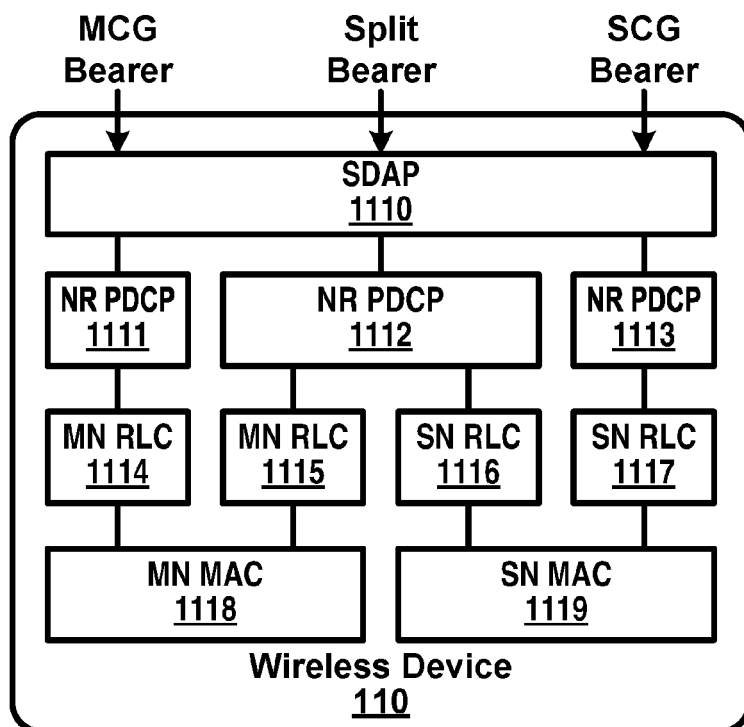 MCG Bearer
Split Bearer
SCG Bearer
SDAP
1110
NR PDCP
1111
NR PDCP
1112
NR PDCP
1113
MN RLC
1114
MN RLC
1115
SN RLC
1116
SN RLC
1117
MN MAC
1118
SN MAC
1119
Wireless Device
110